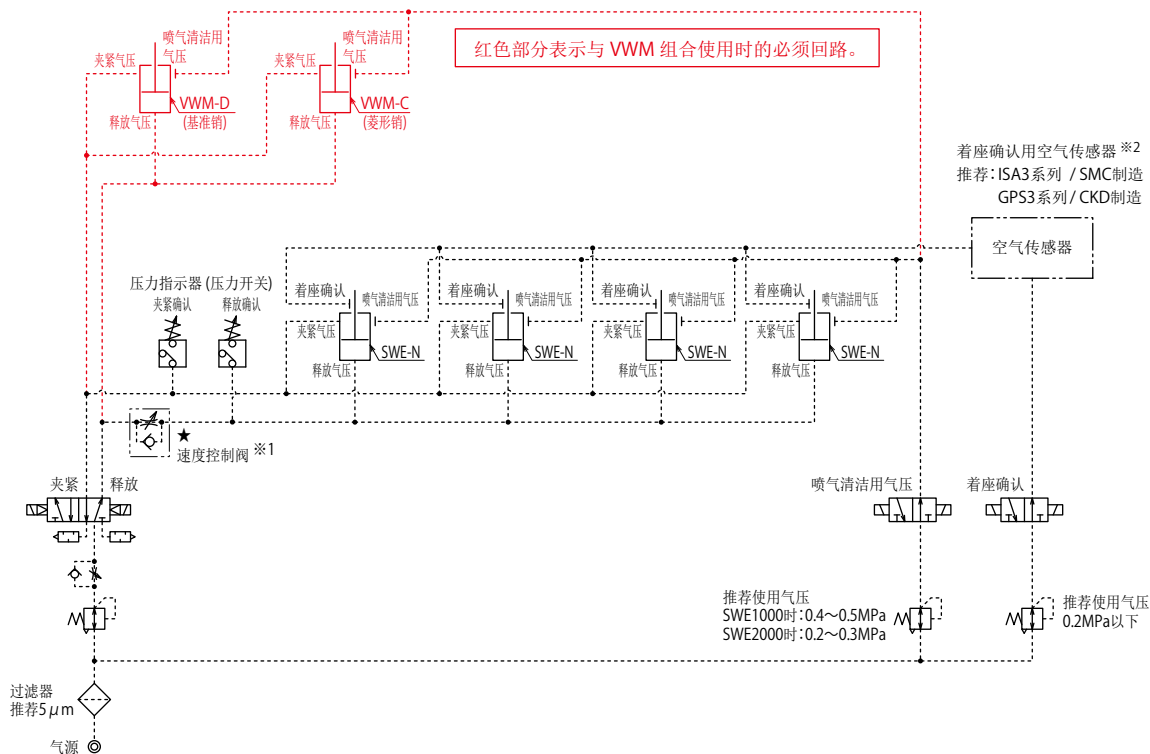 红色部分表示与 VWM 组合使用时的必须回路。
喷气清洁用
气压
夹紧气压
VWM-D
(基准销)
释放气压
喷气清洁用
气压
夹紧气压
VWM-C
(菱形销)
释放气压
着座确认用空气传感器 ※2
推荐：ISA3系列 / SMC制造
GPS3系列 / CKD制造
空气传感器
压力指示器 (压力开关)
夹紧确认
释放确认
着座确认
喷气清洁用气压
夹紧气压
SWE-N
释放气压
着座确认
喷气清洁用气压
夹紧气压
SWE-N
释放气压
着座确认
喷气清洁用气压
夹紧气压
SWE-N
释放气压
着座确认
喷气清洁用气压
夹紧气压
SWE-N
释放气压
★
速度控制阀 ※1
夹紧
释放
喷气清洁用气压
着座确认
推荐使用气压
SWE1000时：0.4～0.5MPa
SWE2000时：0.2～0.3MPa
推荐使用气压
0.2MPa以下
过滤器
推荐5μm
气源